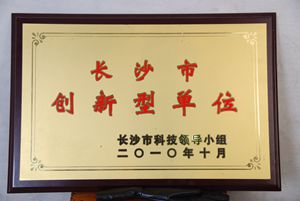 长沙市
创新型单位
长沙市科技领导小组
二〇一〇年十月